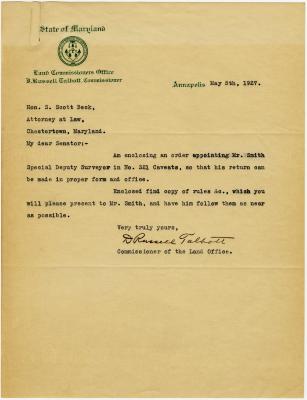 State of Maryland
Land Commissioners Office
D. Russell Talbott, Commissioner
Annapolis May 5th, 1927.
Hon. S. Scott Beck,
Attorney at Law,
Chestertown, Maryland.
My dear Senator:-
Am enclosing an order appointing Mr. Smith
Special Deputy Surveyor in No. 321 Caveats, so that his return can
be made in proper form and office.
Enclosed find copy of rules &c., which you
will please present to Mr. Smith, and have him follow them as near
as possible.
Very truly yours,
D Russell Talbott
Commissioner of the Land Office.